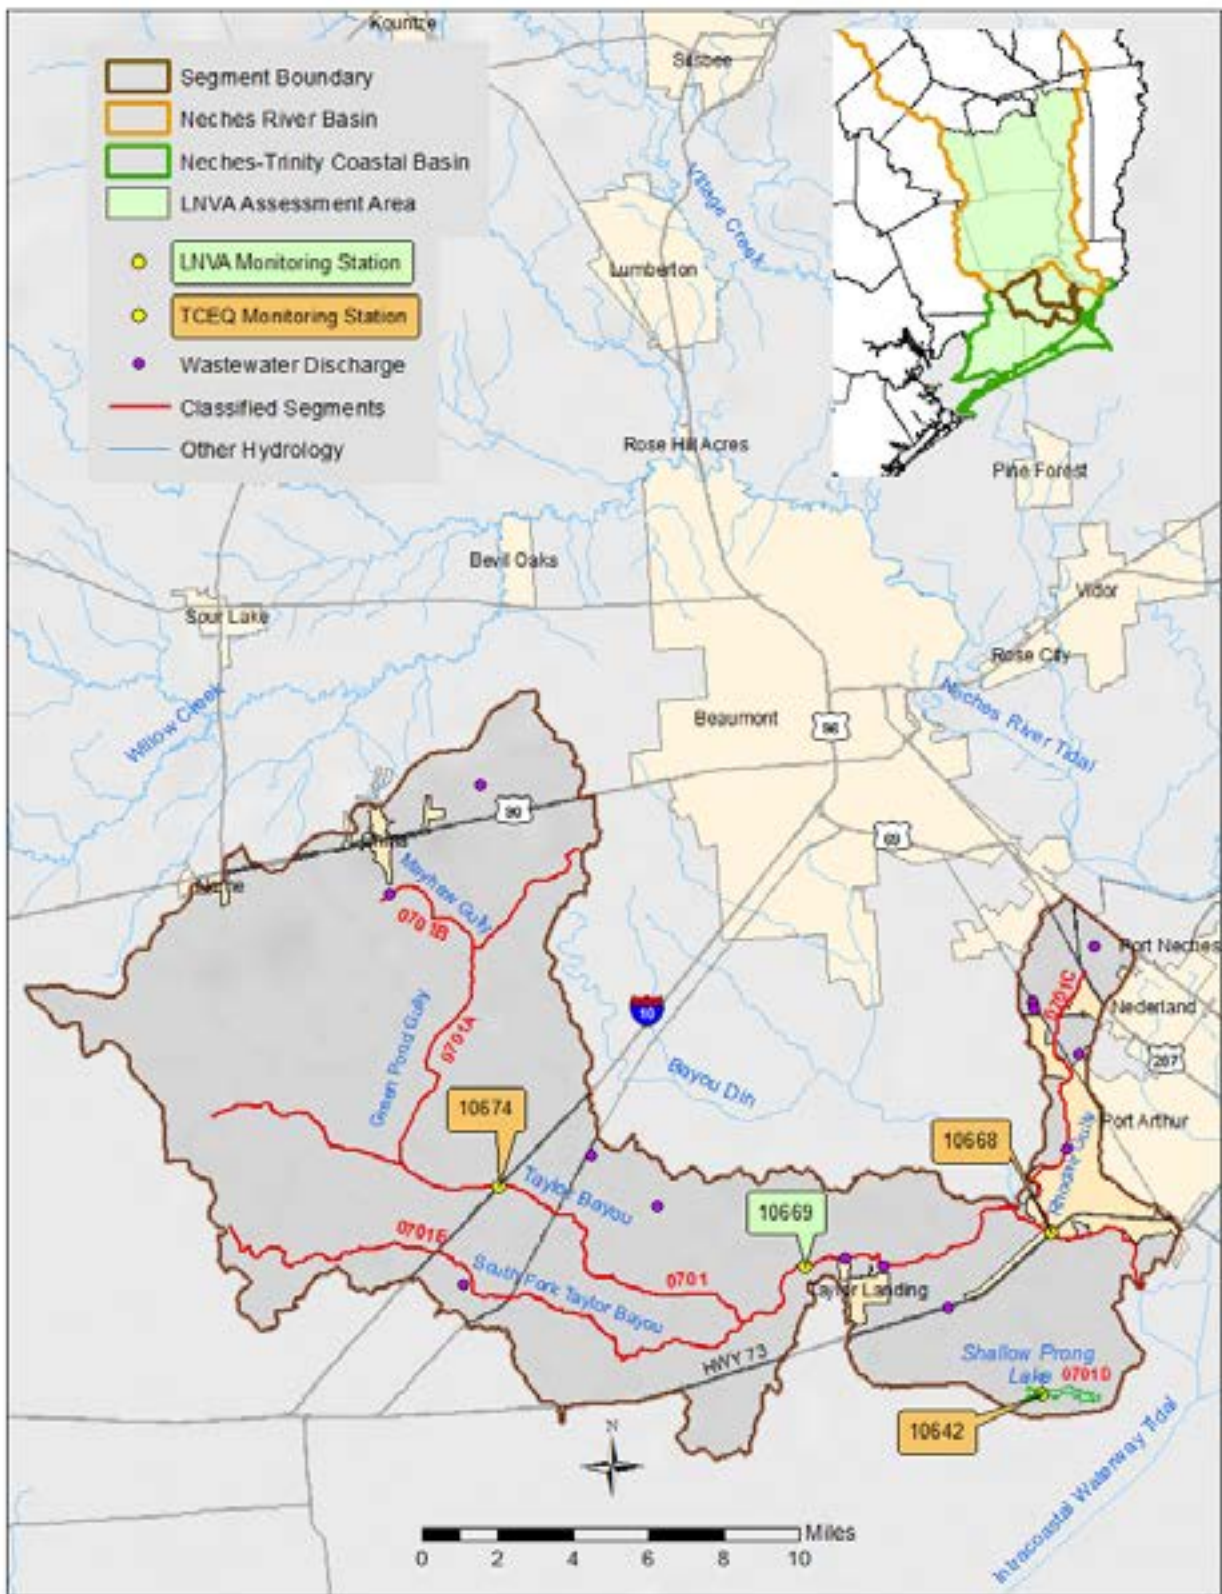 Kountze
Silsbee
Segment Boundary
Neches River Basin
Neches-Trinity Coastal Basin
LNVA Assessment Area
LNVA Monitoring Station
TCEQ Monitoring Station
Wastewater Discharge
Classified Segments
Other Hydrology
Village Creek
Lumberton
Rose Hill Acres
Pine Forest
Bevil Oaks
Sour Lake
Vidor
Rose City
Willow Creek
Neches River Tidal
Beaumont
96
90
69
China
Nome
Mayhaw Gully
0701B
Port Neches
0701C
Nederland
10
Green Pond Gully
0701A
287
Bayou Din
10674
10668
Port Arthur
Rhodair Gully
Taylor Bayou
10669
0701E
South Fork Taylor Bayou
0701
Taylor Landing
HWY 73
Shallow Prong
Lake
0701D
10642
Intracoastal Waterway Tidal
N
Miles
0 2 4 6 8 10